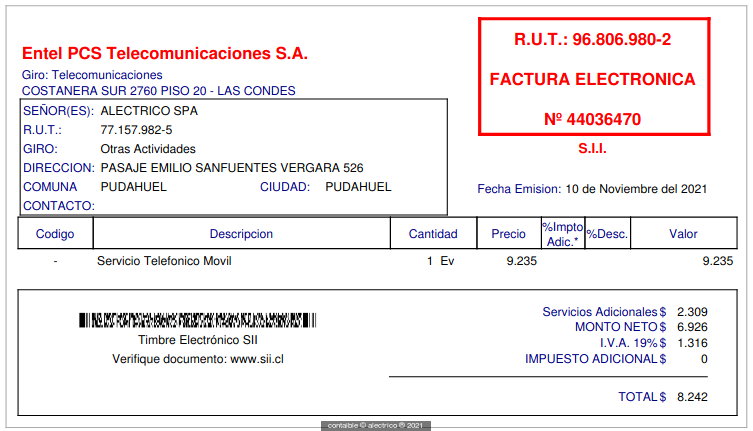 Entel PCS Telecomunicaciones S.A.
Giro: Telecomunicaciones
COSTANERA SUR 2760 PISO 20 - LAS CONDES
R.U.T.: 96.806.980-2
FACTURA ELECTRONICA
Nº 44036470
S.I.I.
SEÑOR(ES): ALECTRICO SPA
R.U.T.: 77.157.982-5
GIRO: Otras Actividades
DIRECCION: PASAJE EMILIO SANFUENTES VERGARA 526
COMUNA PUDAHUEL CIUDAD: PUDAHUEL
CONTACTO:
Fecha Emision: 10 de Noviembre del 2021
Codigo Descripcion Cantidad Precio %Impto Adic.* %Desc. Valor
- Servicio Telefonico Movil 1 Ev 9.235 9.235
Timbre Electrónico SII
Verifique documento: www.sii.cl
Servicios Adicionales $ 2.309
MONTO NETO $ 6.926
I.V.A. 19% $ 1.316
IMPUESTO ADICIONAL $ 0
TOTAL $ 8.242
contaible © alectrico ® 2021